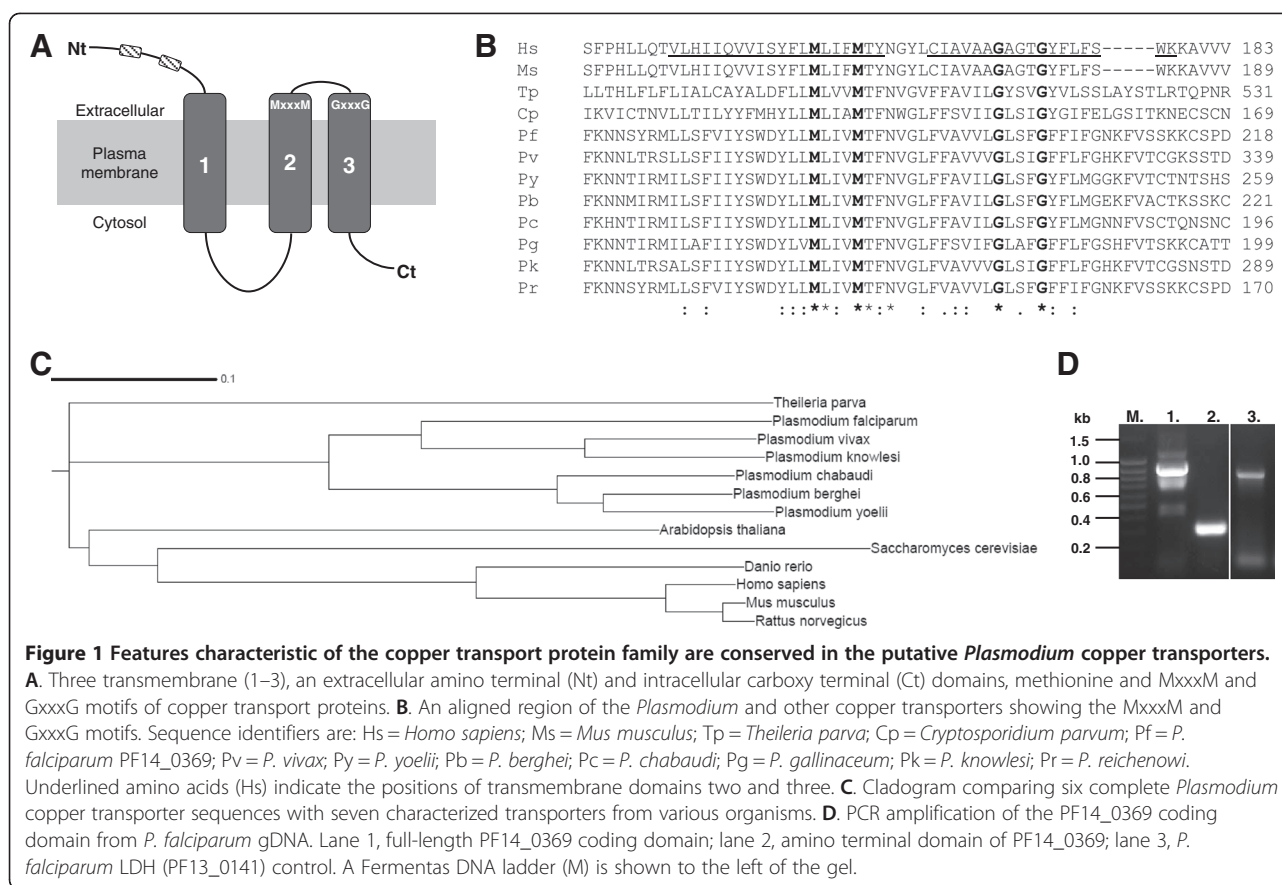 A
Nt
MxxxM
GxxxG
Extracellular
Plasma
membrane
Cytosol
1
2
3
Ct
B
Hs SFPHLLQTVLHIIQVVISYFLMLIFMTYNGYLCIAVAAGAGTGYFLFS-----WKKAVVV 183
Ms SFPHLLQTVLHIIQVVISYFLMLIFMTYNGYLCIAVAAGAGTGYFLFS-----WKKAVVV 189
Tp LLTHLFLFLIALCAYALDFLLMLVVMTFNVGLFFAVILGYSVGYVLSSLAYSTLRTQPNR 531
Cp IKVICTNVLLTILYYFMHYLLMLIAMTFNWGLFFSVIIGLSIGYGIFELGSITKNECSCN 169
Pf FKNNSYRMLLSFVIYSWDYLLMLIVMTFNVGLFFAVVLGLSFGFFIFGNKFVSSKKCSPD 218
Pv FKNNLTRSLLSFIIYSWDYLLMLIVMTFNVGLFFAVVVGLSIGYFLFGHKFVTCGKSSTD 339
Py FKNNTIRMILSFIIYSWDYLILMLIVMTFNVGLFFAVILGLSFGYFLMGGKFVTCTNTSHS 259
Pb FKNNMIRMILSFIIYSWDYLILMLIVMTFNVGLFFAVILGLSFGYFLMGEKFVACTKSSKC 221
Pc FKHNTIRMILSFIIYSWDYLILMLIVMTFNVGLFFAVILGLSFGYFLMGNNFVSCTQNSNC 196
Pg FKNNTIRMILAFIIYSWDYLVMLIVMTFNVGLFFSVIFGLAFGFFLFGSHFVTSKKCATT 199
Pk FKNNLTRSALSFIIYSWDYLLMLIVMTFNVGLFVAVVVGLSIGFFLFGHKFVTCGSNSTD 289
Pr FKNNSYRMLLSFVIYSWDYLLMLIVMTFNVGLFVAVVLGLSFGFFIFGNKFVSSKKCSPD 170
: : :::**: **:* : .:: * . *: :
C
0.1
Theileria parva
Plasmodium falciparum
Plasmodium vivax
Plasmodium knowlesi
Plasmodium chabaudi
Plasmodium berghei
Plasmodium yoelii
Arabidopsis thaliana
Saccharomyces cerevisiae
Danio rerio
Homo sapiens
Mus musculus
Rattus norvegicus
D
kb M. 1. 2. 3.
1.5
1.0
0.8
0.6
0.4
0.2
Figure 1 Features characteristic of the copper transport protein family are conserved in the putative Plasmodium copper transporters.
A. Three transmembrane (1–3), an extracellular amino terminal (Nt) and intracellular carboxy terminal (Ct) domains, methionine and MxxxM and
GxxxG motifs of copper transport proteins. B. An aligned region of the Plasmodium and other copper transporters showing the MxxxM and
GxxxG motifs. Sequence identifiers are: Hs = Homo sapiens; Ms = Mus musculus; Tp = Theileria parva; Cp = Cryptosporidium parvum; Pf = P.
falciparum PF14_0369; Pv = P. vivax; Py = P. yoelii; Pb = P. berghei; Pc = P. chabaudi; Pg = P. gallinaceum; Pk = P. knowlesi; Pr = P. reichenowi.
Underlined amino acids (Hs) indicate the positions of transmembrane domains two and three. C. Cladogram comparing six complete Plasmodium
copper transporter sequences with seven characterized transporters from various organisms. D. PCR amplification of the PF14_0369 coding
domain from P. falciparum gDNA. Lane 1, full-length PF14_0369 coding domain; lane 2, amino terminal domain of PF14_0369; lane 3, P.
falciparum LDH (PF13_0141) control. A Fermentas DNA ladder (M) is shown to the left of the gel.